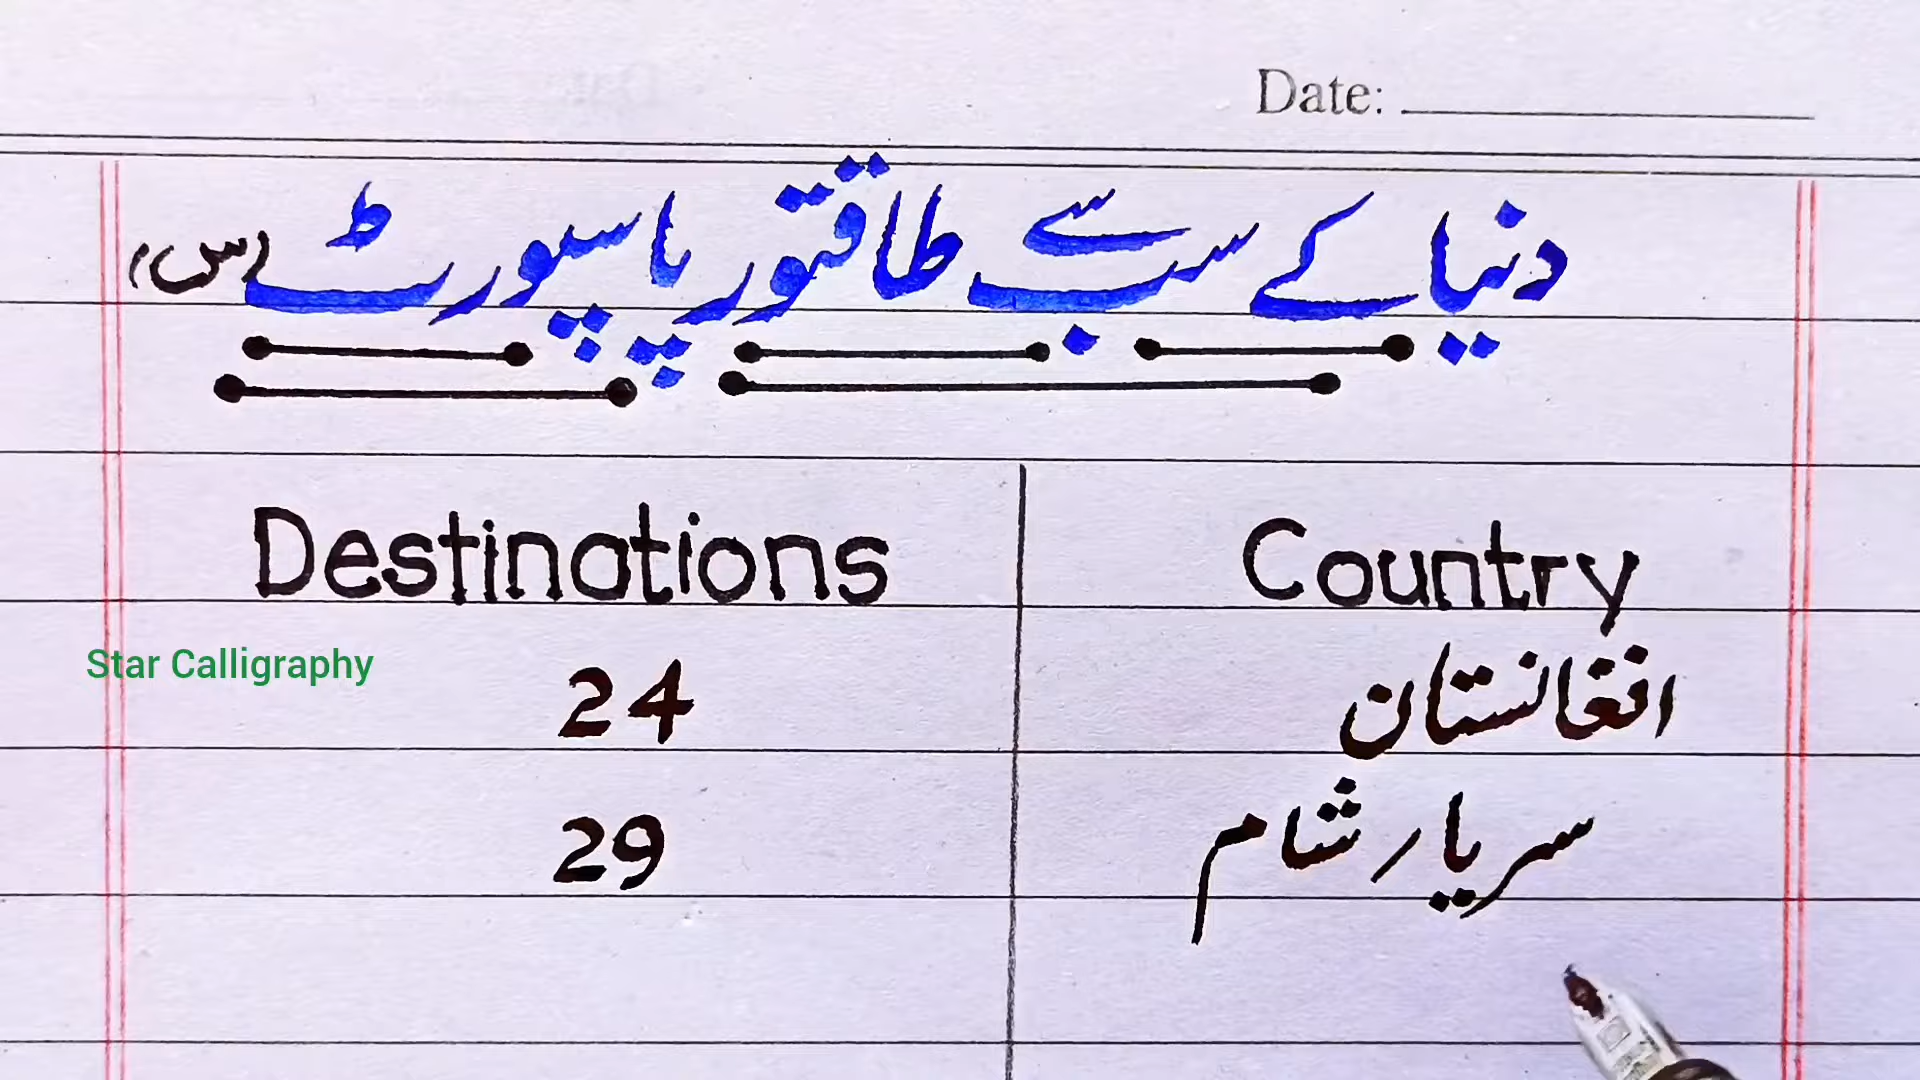 Date:
دنیا کے سب سے طاقتور پاسپورٹ (س)
Destinations Country
Star Calligraphy
24 افغانستان
29 سریا ر شام